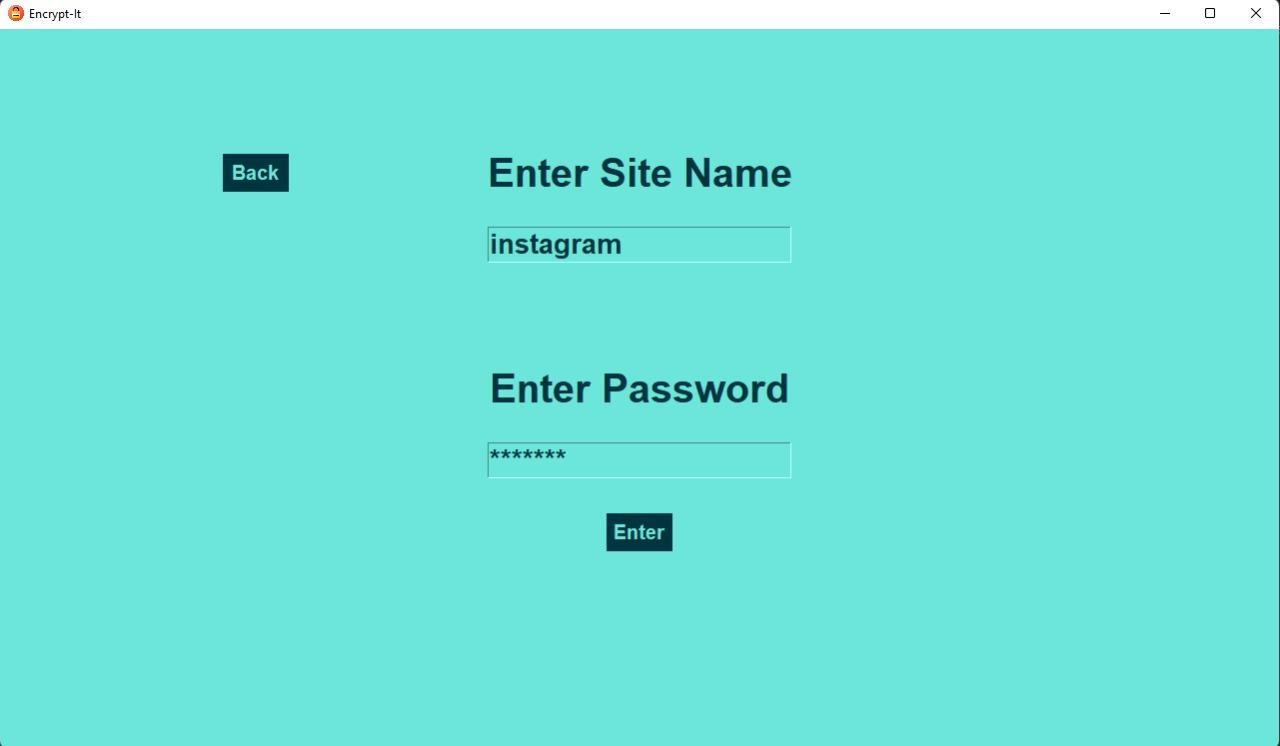 Encrypt-It
Back
Enter Site Name
instagram
Enter Password
*******
Enter